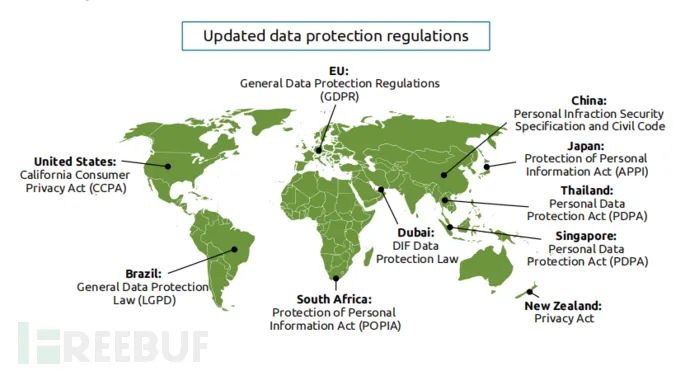 Updated data protection regulations
EU:
General Data Protection Regulations
(GDPR)
China:
Personal Infraction Security
Specification and Civil Code
United States:
California Consumer
Privacy Act (CCPA)
Japan:
Protection of Personal
Information Act (APPI)
Thailand:
Personal Data
Protection Act (PDPA)
Dubai:
DIF Data
Protection Law
Singapore:
Personal Data
Protection Act (PDPA)
Brazil:
General Data Protection
Law (LGPD)
South Africa:
Protection of Personal
Information Act (POPIA)
New Zealand:
Privacy Act
FREEBUF